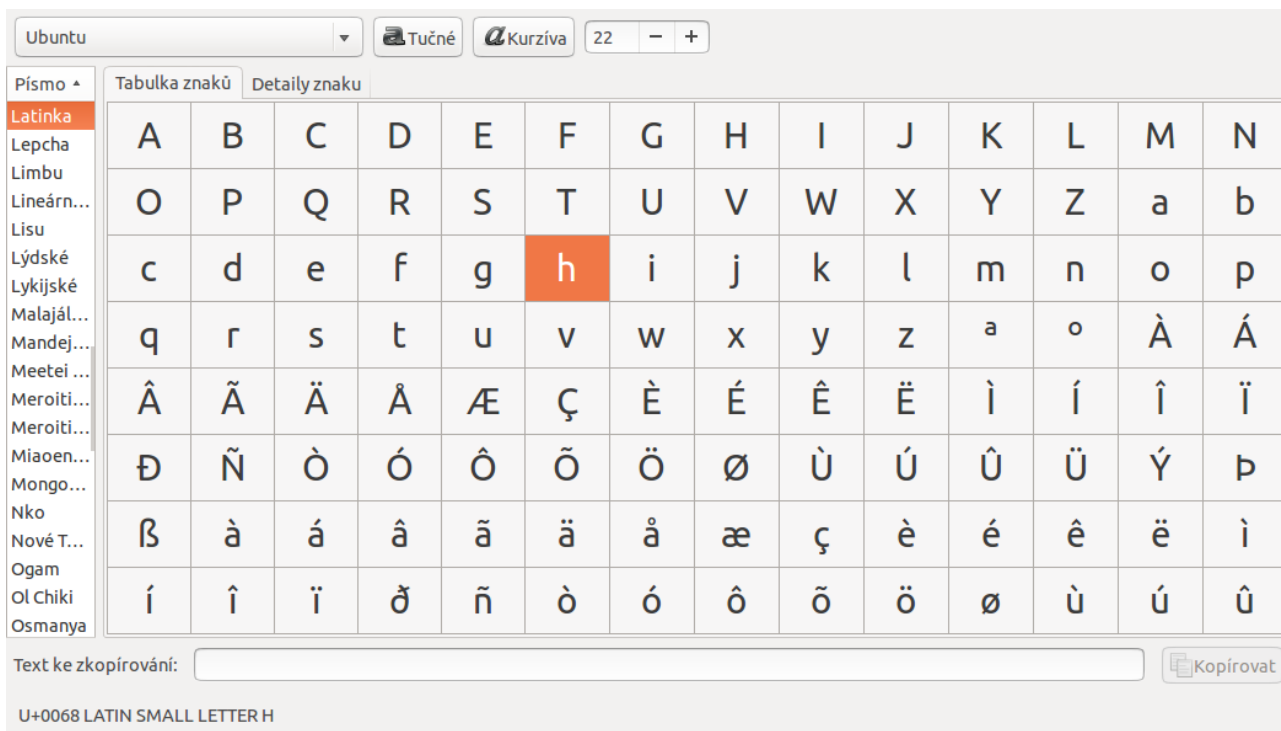 Ubuntu Tučné Kurzíva 22 − +
Písmo Tabulka znaků Detaily znaku
Latinka
Lepcha
Limbu
Lineárn…
Lisu
Lýdské
Lykijské
Malajál…
Mandej…
Meetei …
Meroiti…
Meroiti…
Miaoen…
Mongo…
Nko
Nové T…
Ogam
Ol Chiki
Osmanya
A B C D E F G H I J K L M N
O P Q R S T U V W X Y Z a b
c d e f g h i j k l m n o p
q r s t u v w x y z ª º À Á
 à Ä Å Æ Ç È É Ê Ë Ì Í Î Ï
Ð Ñ Ò Ó Ô Õ Ö Ø Ù Ú Û Ü Ý Þ
ß à á â ã ä å æ ç è é ê ë ì
í î ï ð ñ ò ó ô õ ö ø ù ú û
Text ke zkopírování: Kopírovat
U+0068 LATIN SMALL LETTER H